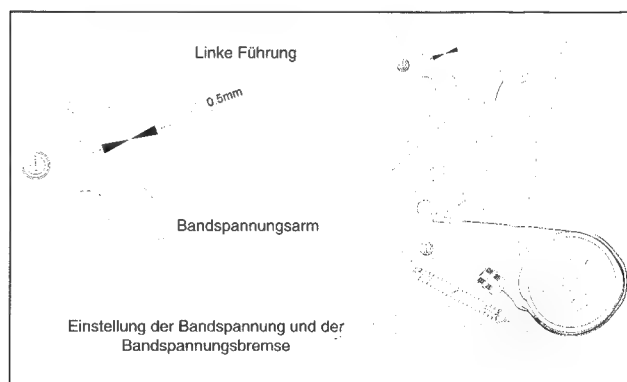 Linke Führung
0.5mm
Bandspannungsarm
Einstellung der Bandspannung und der
Bandspannungsbremse